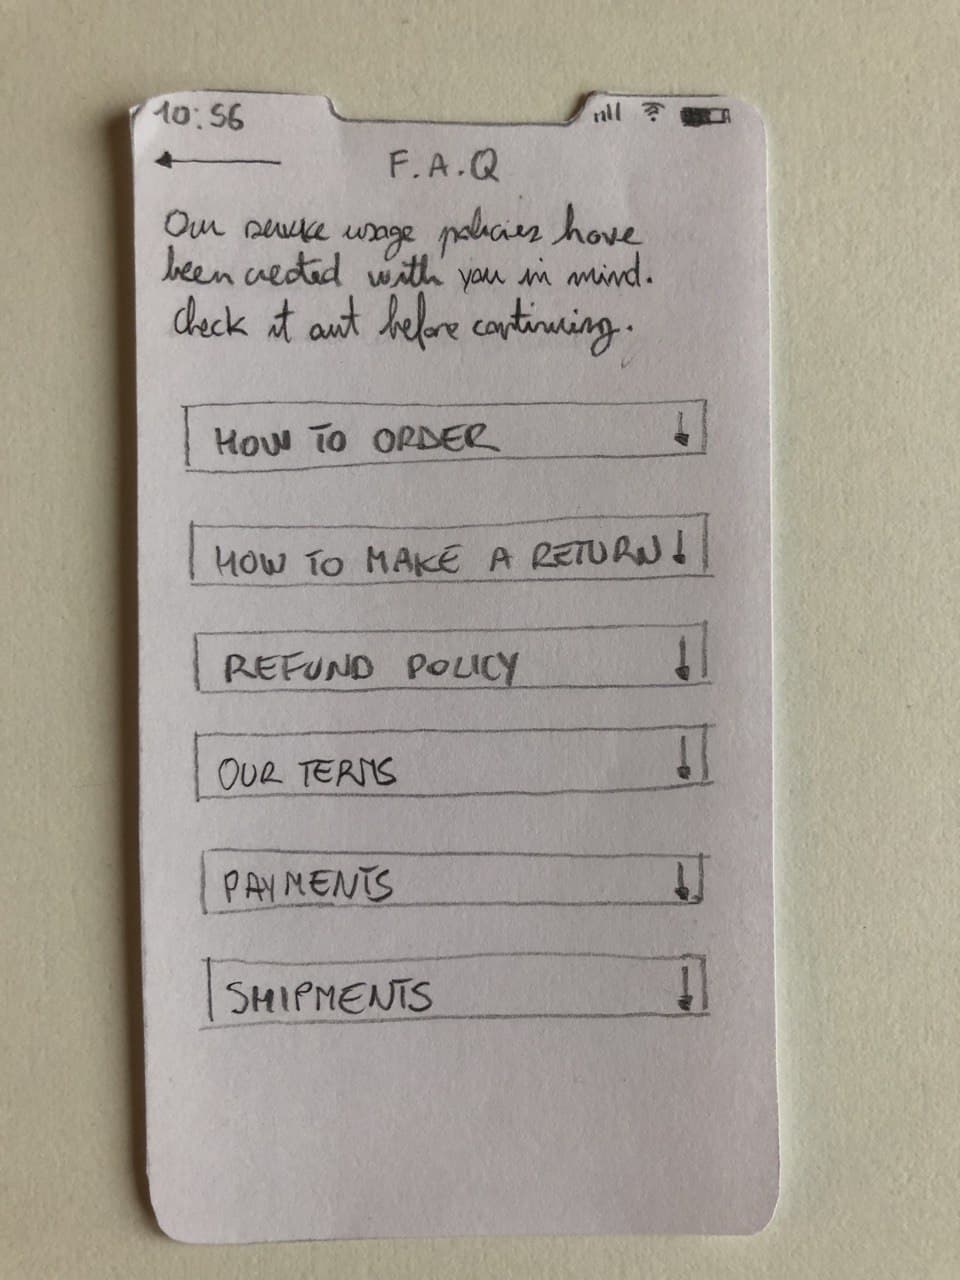 10:56
F.A.Q
Our service usage policies have
been created with you in mind.
Check it out before continuing.
HOW TO ORDER
HOW TO MAKE A RETURN
REFUND POLICY
OUR TERMS
PAYMENTS
SHIPMENTS